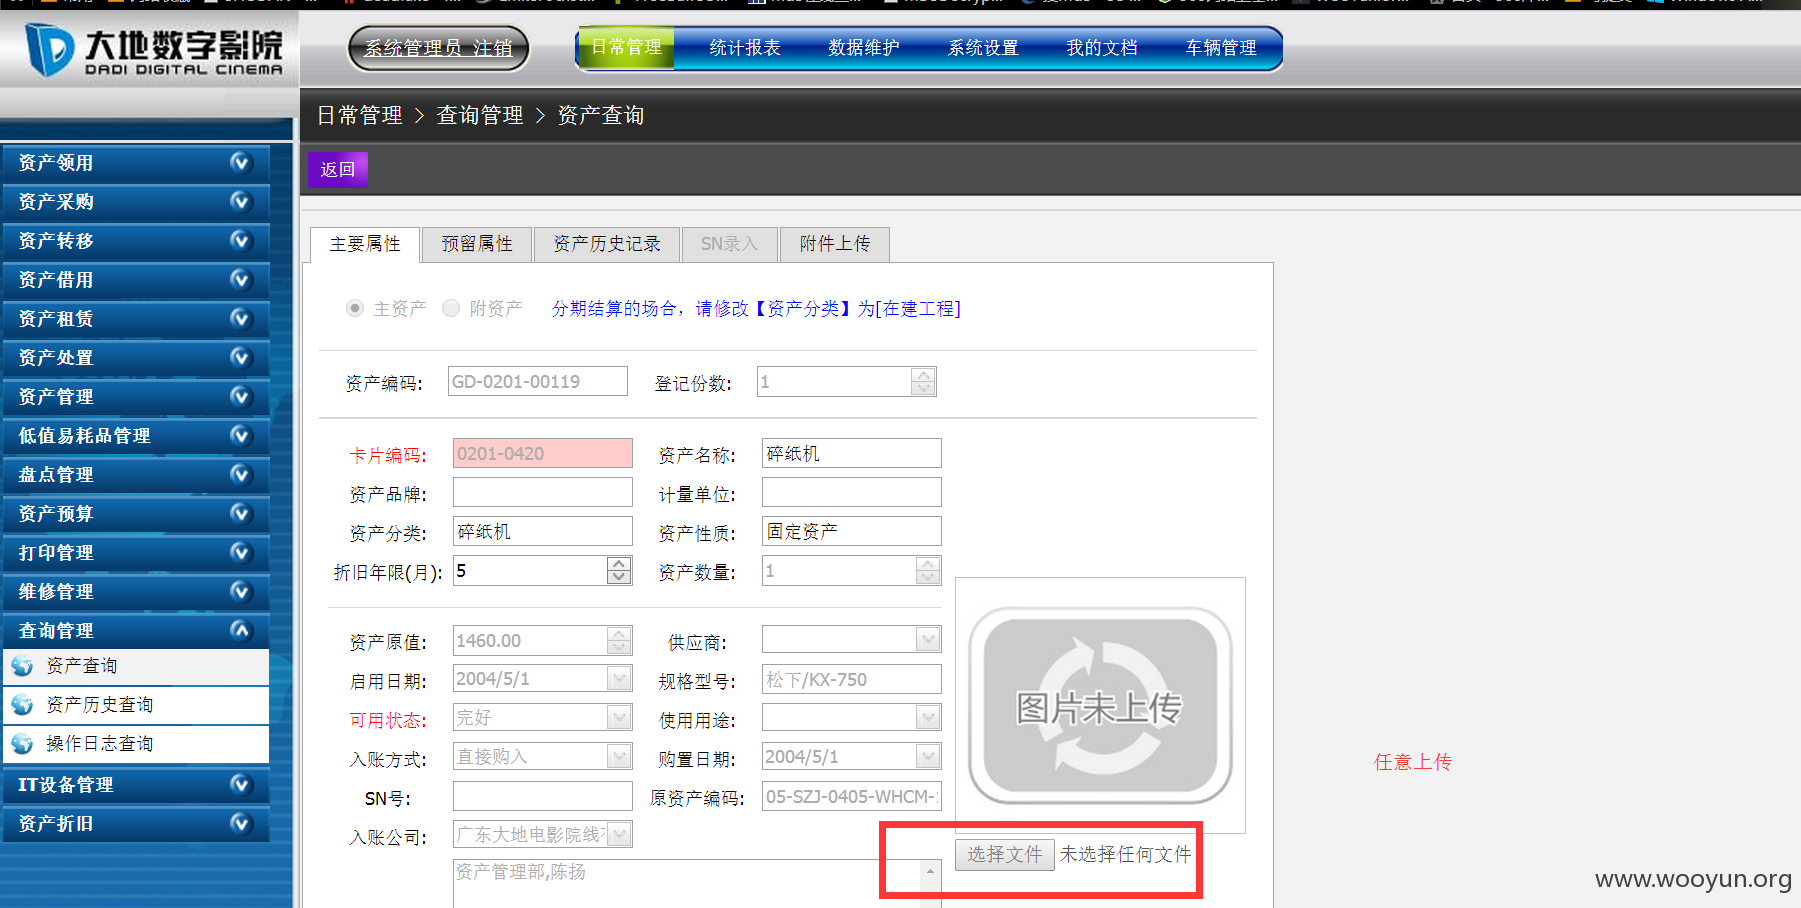 大地数字影院
DADI DIGITAL CINEMA
系统管理员 注销
日常管理 统计报表 数据维护 系统设置 我的文档 车辆管理
日常管理 > 查询管理 > 资产查询
返回
资产领用
资产采购
资产转移
资产借用
资产租赁
资产处置
资产管理
低值易耗品管理
盘点管理
资产预算
打印管理
维修管理
查询管理
资产查询
资产历史查询
操作日志查询
IT设备管理
资产折旧
主要属性 预留属性 资产历史记录 SN录入 附件上传
主资产 附资产 分期结算的场合，请修改【资产分类】为[在建工程]
资产编码: GD-0201-00119 登记份数: 1
卡片编码: 0201-0420 资产名称: 碎纸机
资产品牌: 计量单位:
资产分类: 碎纸机 资产性质: 固定资产
折旧年限(月): 5 资产数量: 1
资产原值: 1460.00 供应商:
启用日期: 2004/5/1 规格型号: 松下/KX-750
可用状态: 完好 使用用途:
入账方式: 直接购入 购置日期: 2004/5/1
SN号: 原资产编码: 05-SZJ-0405-WHCM-
入账公司: 广东大地电影院线
资产管理部,陈扬
图片未上传
选择文件 未选择任何文件
任意上传
www.wooyun.org